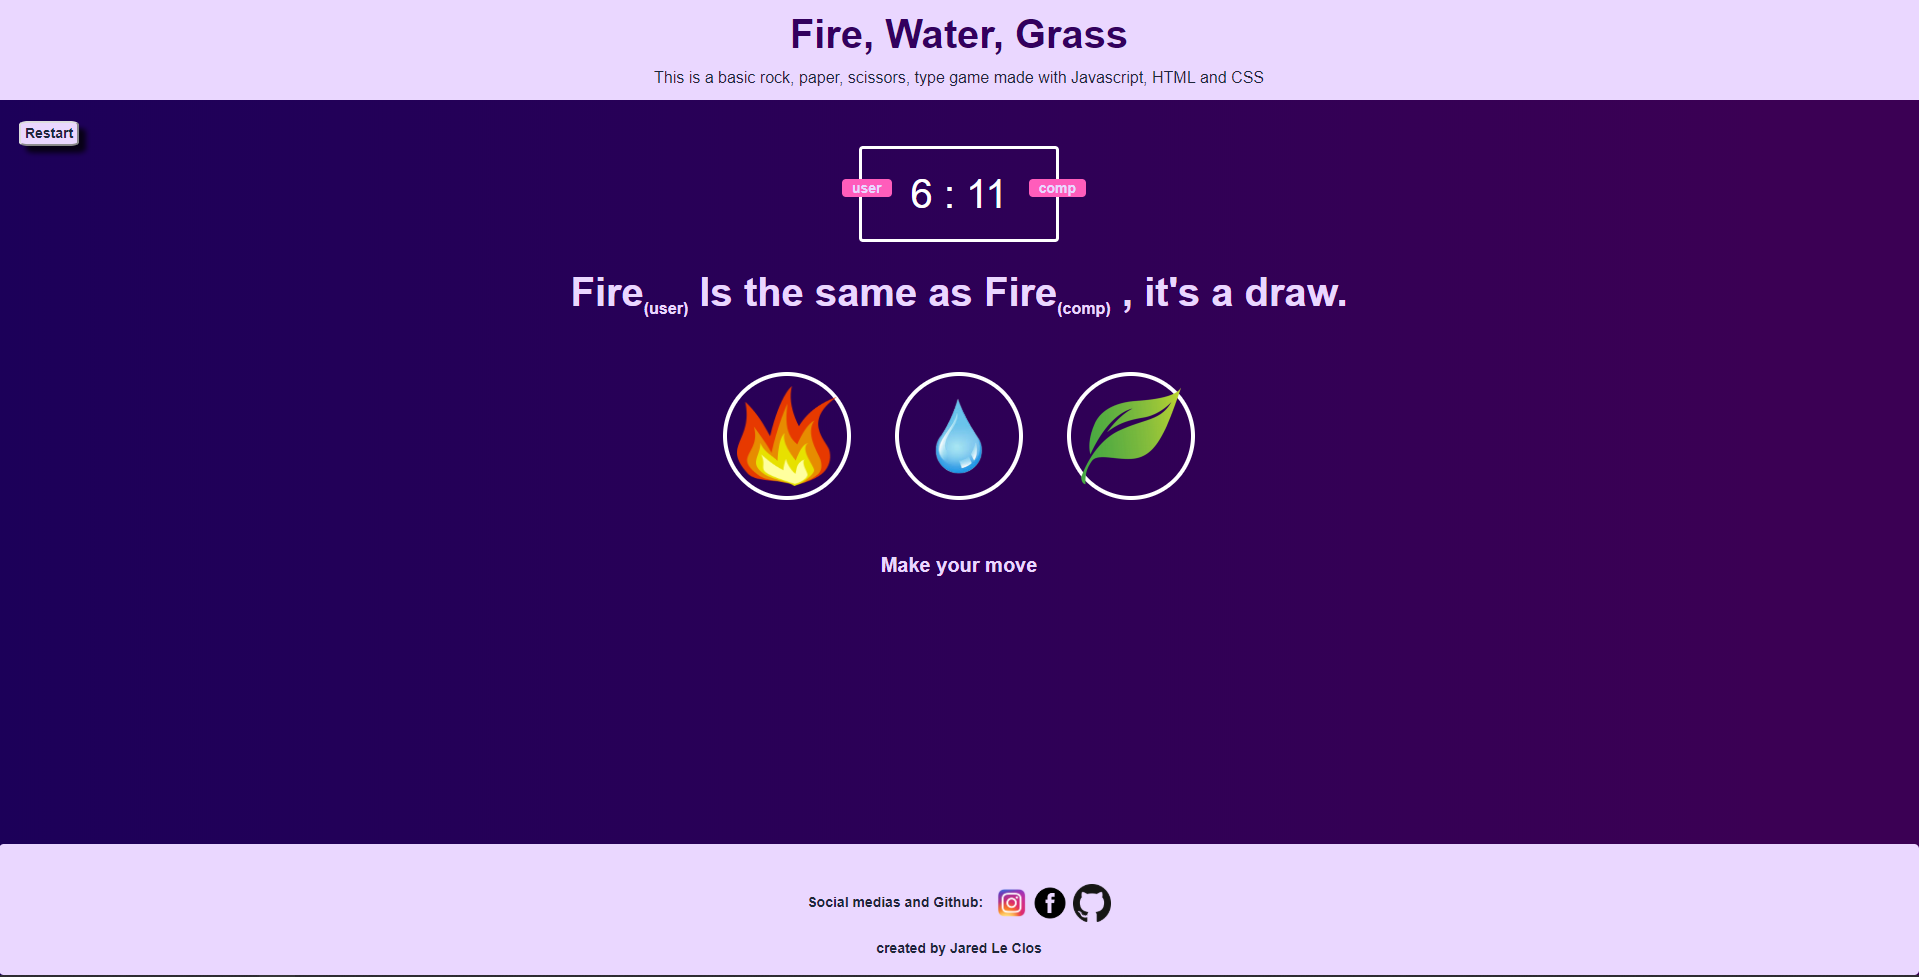 Fire, Water, Grass
This is a basic rock, paper, scissors, type game made with Javascript, HTML and CSS
Restart
user 6 : 11 comp
Fire(user) Is the same as Fire(comp) , it's a draw.
Make your move
Social medias and Github:
created by Jared Le Clos